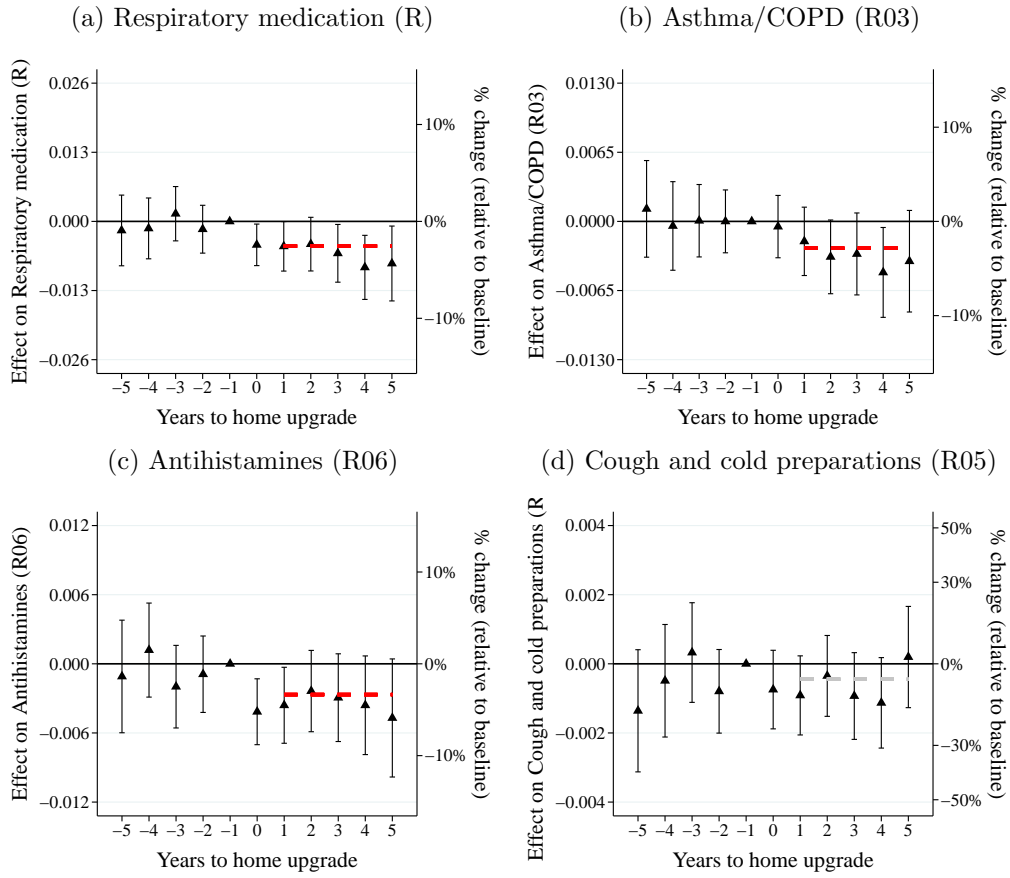 (a) Respiratory medication (R)
Effect on Respiratory medication (R)
0.026
0.013
0.000
−0.013
−0.026
10%
0%
−10%
% change (relative to baseline)
−5 −4 −3 −2 −1 0 1 2 3 4 5
Years to home upgrade
(b) Asthma/COPD (R03)
Effect on Asthma/COPD (R03)
0.0130
0.0065
0.0000
−0.0065
−0.0130
10%
0%
−10%
% change (relative to baseline)
−5 −4 −3 −2 −1 0 1 2 3 4 5
Years to home upgrade
(c) Antihistamines (R06)
Effect on Antihistamines (R06)
0.012
0.006
0.000
−0.006
−0.012
10%
0%
−10%
% change (relative to baseline)
−5 −4 −3 −2 −1 0 1 2 3 4 5
Years to home upgrade
(d) Cough and cold preparations (R05)
Effect on Cough and cold preparations (R
0.004
0.002
0.000
−0.002
−0.004
50%
30%
0%
−30%
−50%
% change (relative to baseline)
−5 −4 −3 −2 −1 0 1 2 3 4 5
Years to home upgrade